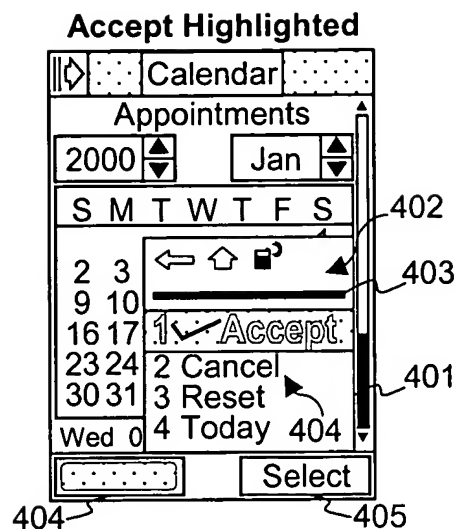 Accept Highlighted
Calendar
Appointments
2000 Jan
S M T W T F S
402
403
2 3
9 10
16 17 1 Accept
23 24 2 Cancel
401
30 31 3 Reset
Wed 0 4 Today 404
Select
404 405